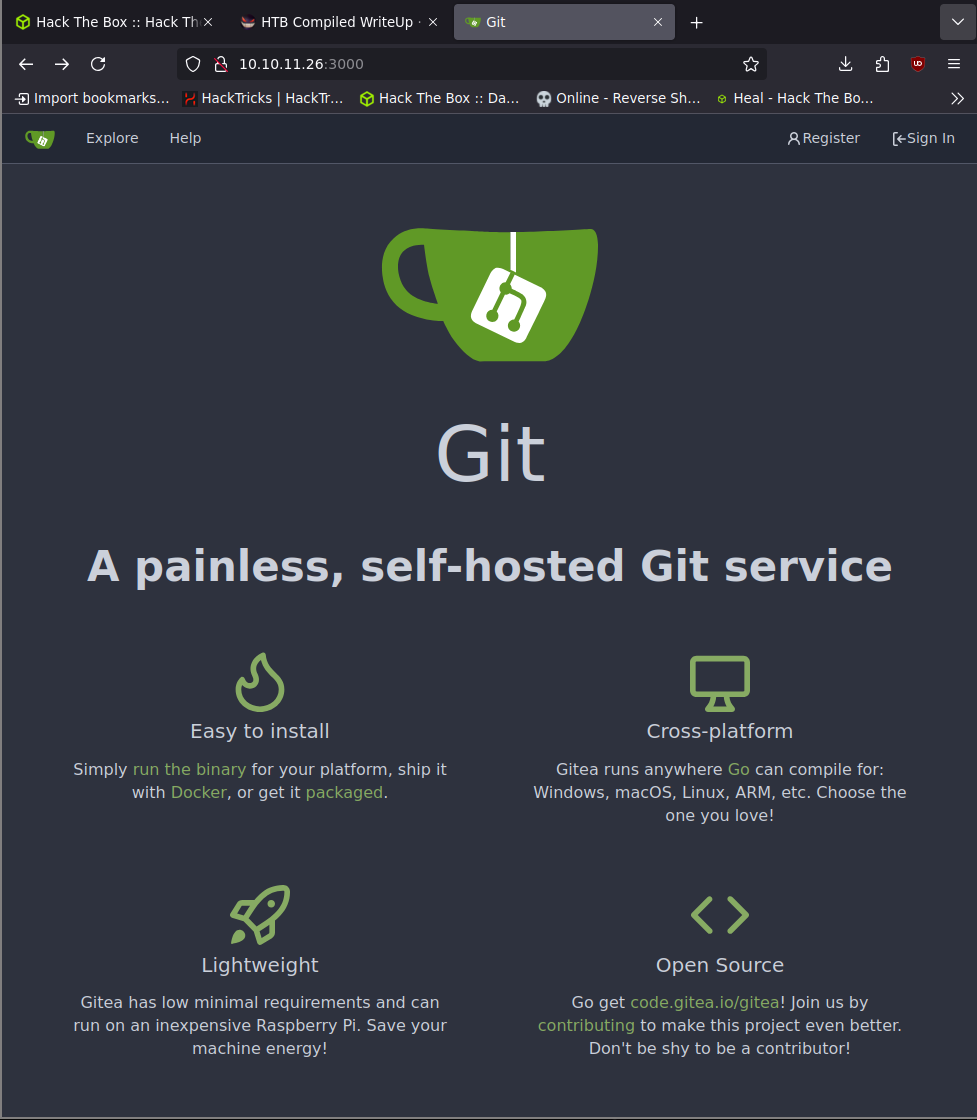 Hack The Box :: Hack Th
HTB Compiled WriteUp ·
Git
10.10.11.26:3000
Import bookmarks...
HackTricks | HackTr...
Hack The Box :: Da...
Online - Reverse Sh...
Heal - Hack The Bo...
Explore
Help
Register
Sign In
Git
A painless, self-hosted Git service
Easy to install
Simply run the binary for your platform, ship it
with Docker, or get it packaged.
Cross-platform
Gitea runs anywhere Go can compile for:
Windows, macOS, Linux, ARM, etc. Choose the
one you love!
Lightweight
Gitea has low minimal requirements and can
run on an inexpensive Raspberry Pi. Save your
machine energy!
Open Source
Go get code.gitea.io/gitea! Join us by
contributing to make this project even better.
Don't be shy to be a contributor!